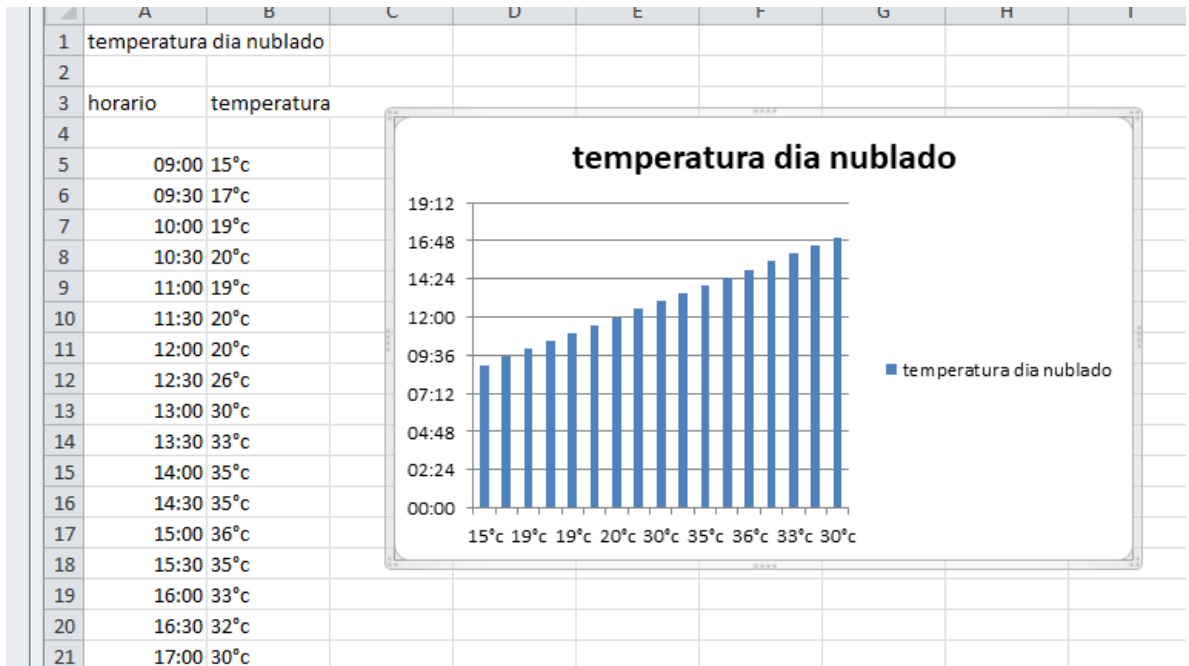 A B C D E F G H I
1 temperatura dia nublado
2
3 horario temperatura
4
5 09:00 15°c
6 09:30 17°c
7 10:00 19°c
8 10:30 20°c
9 11:00 19°c
10 11:30 20°c
11 12:00 20°c
12 12:30 26°c
13 13:00 30°c
14 13:30 33°c
15 14:00 35°c
16 14:30 35°c
17 15:00 36°c
18 15:30 35°c
19 16:00 33°c
20 16:30 32°c
21 17:00 30°c
temperatura dia nublado
19:12
16:48
14:24
12:00
09:36
07:12
04:48
02:24
00:00
15°c 19°c 19°c 20°c 30°c 35°c 36°c 33°c 30°c
temperatura dia nublado